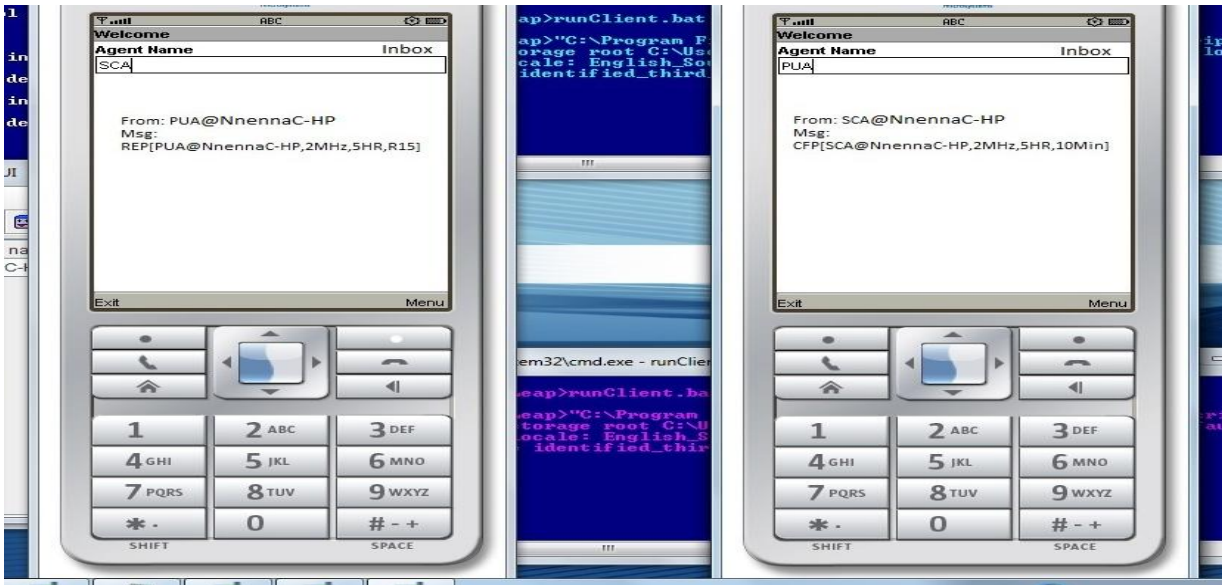 ABC
Welcome
Agent Name Inbox
SCA
From: PUA@NnennaC-HP
Msg:
REP[PUA@NnennaC-HP,2MHz,5HR,R15]
Exit Menu
1 2 ABC 3 DEF
4 GHI 5 JKL 6 MNO
7 PQRS 8 TUV 9 WXYZ
* . 0 # - +
SHIFT SPACE
ap>runClient.bat
ap>"C:\Program F
orage root C:\Us
cale: English_So
identified_third
em32\cmd.exe - runClie
eap>runClient.ba
eap>"C:\Program
torage root C:\U
ocale: English_S
identified_thir
ABC
Welcome
Agent Name Inbox
PUA
From: SCA@NnennaC-HP
Msg:
CFP[SCA@NnennaC-HP,2MHz,5HR,10Min]
Exit Menu
1 2 ABC 3 DEF
4 GHI 5 JKL 6 MNO
7 PQRS 8 TUV 9 WXYZ
* . 0 # - +
SHIFT SPACE